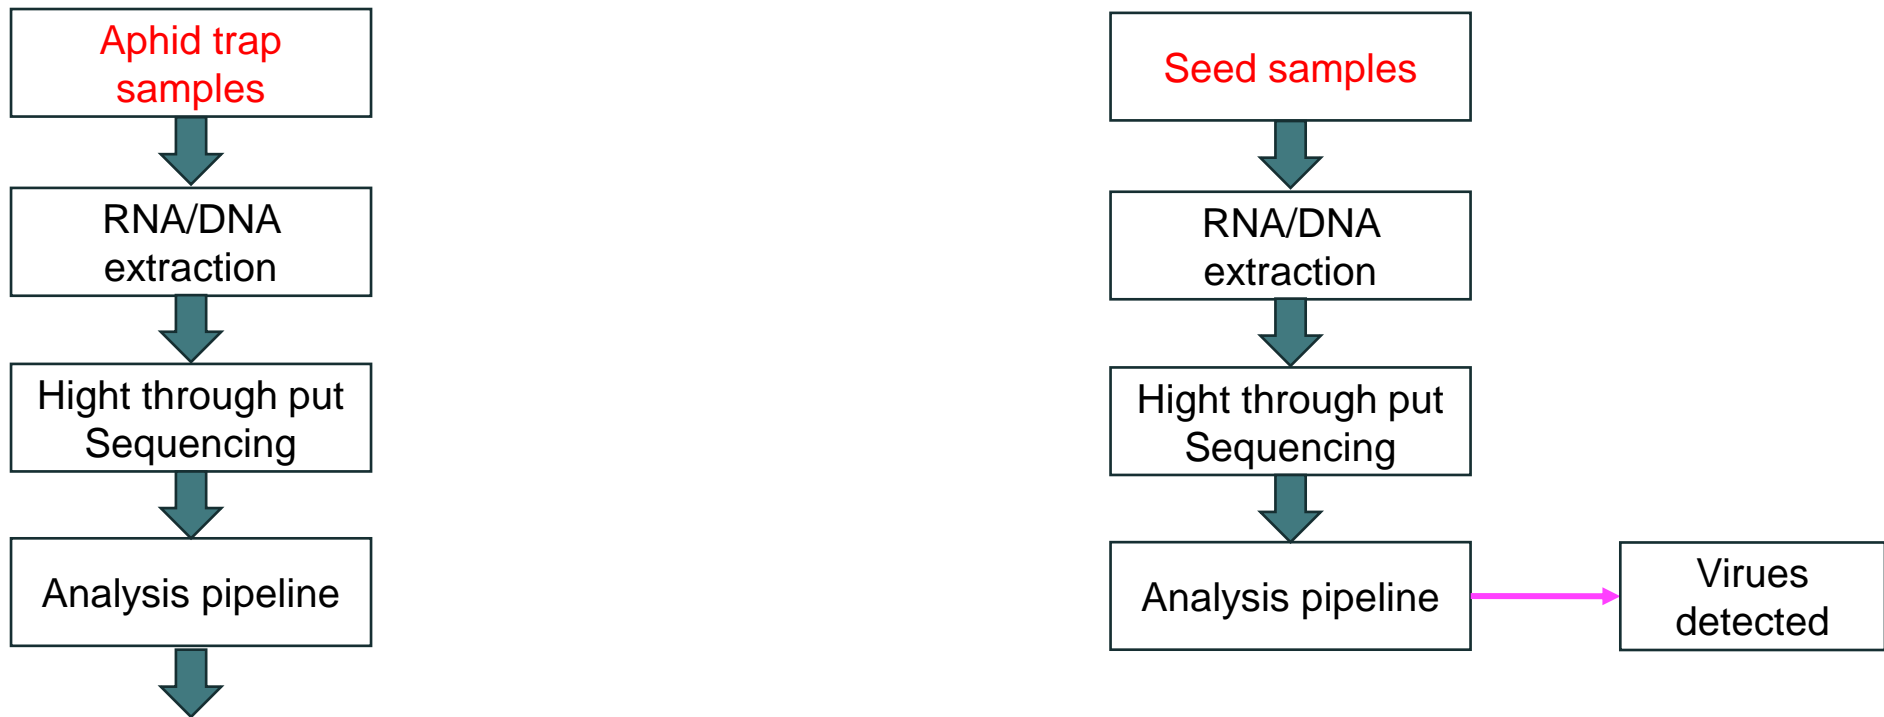 Aphid trap
samples
RNA/DNA
extraction
Hight through put
Sequencing
Analysis pipeline
Seed samples
RNA/DNA
extraction
Hight through put
Sequencing
Analysis pipeline
Virues
detected